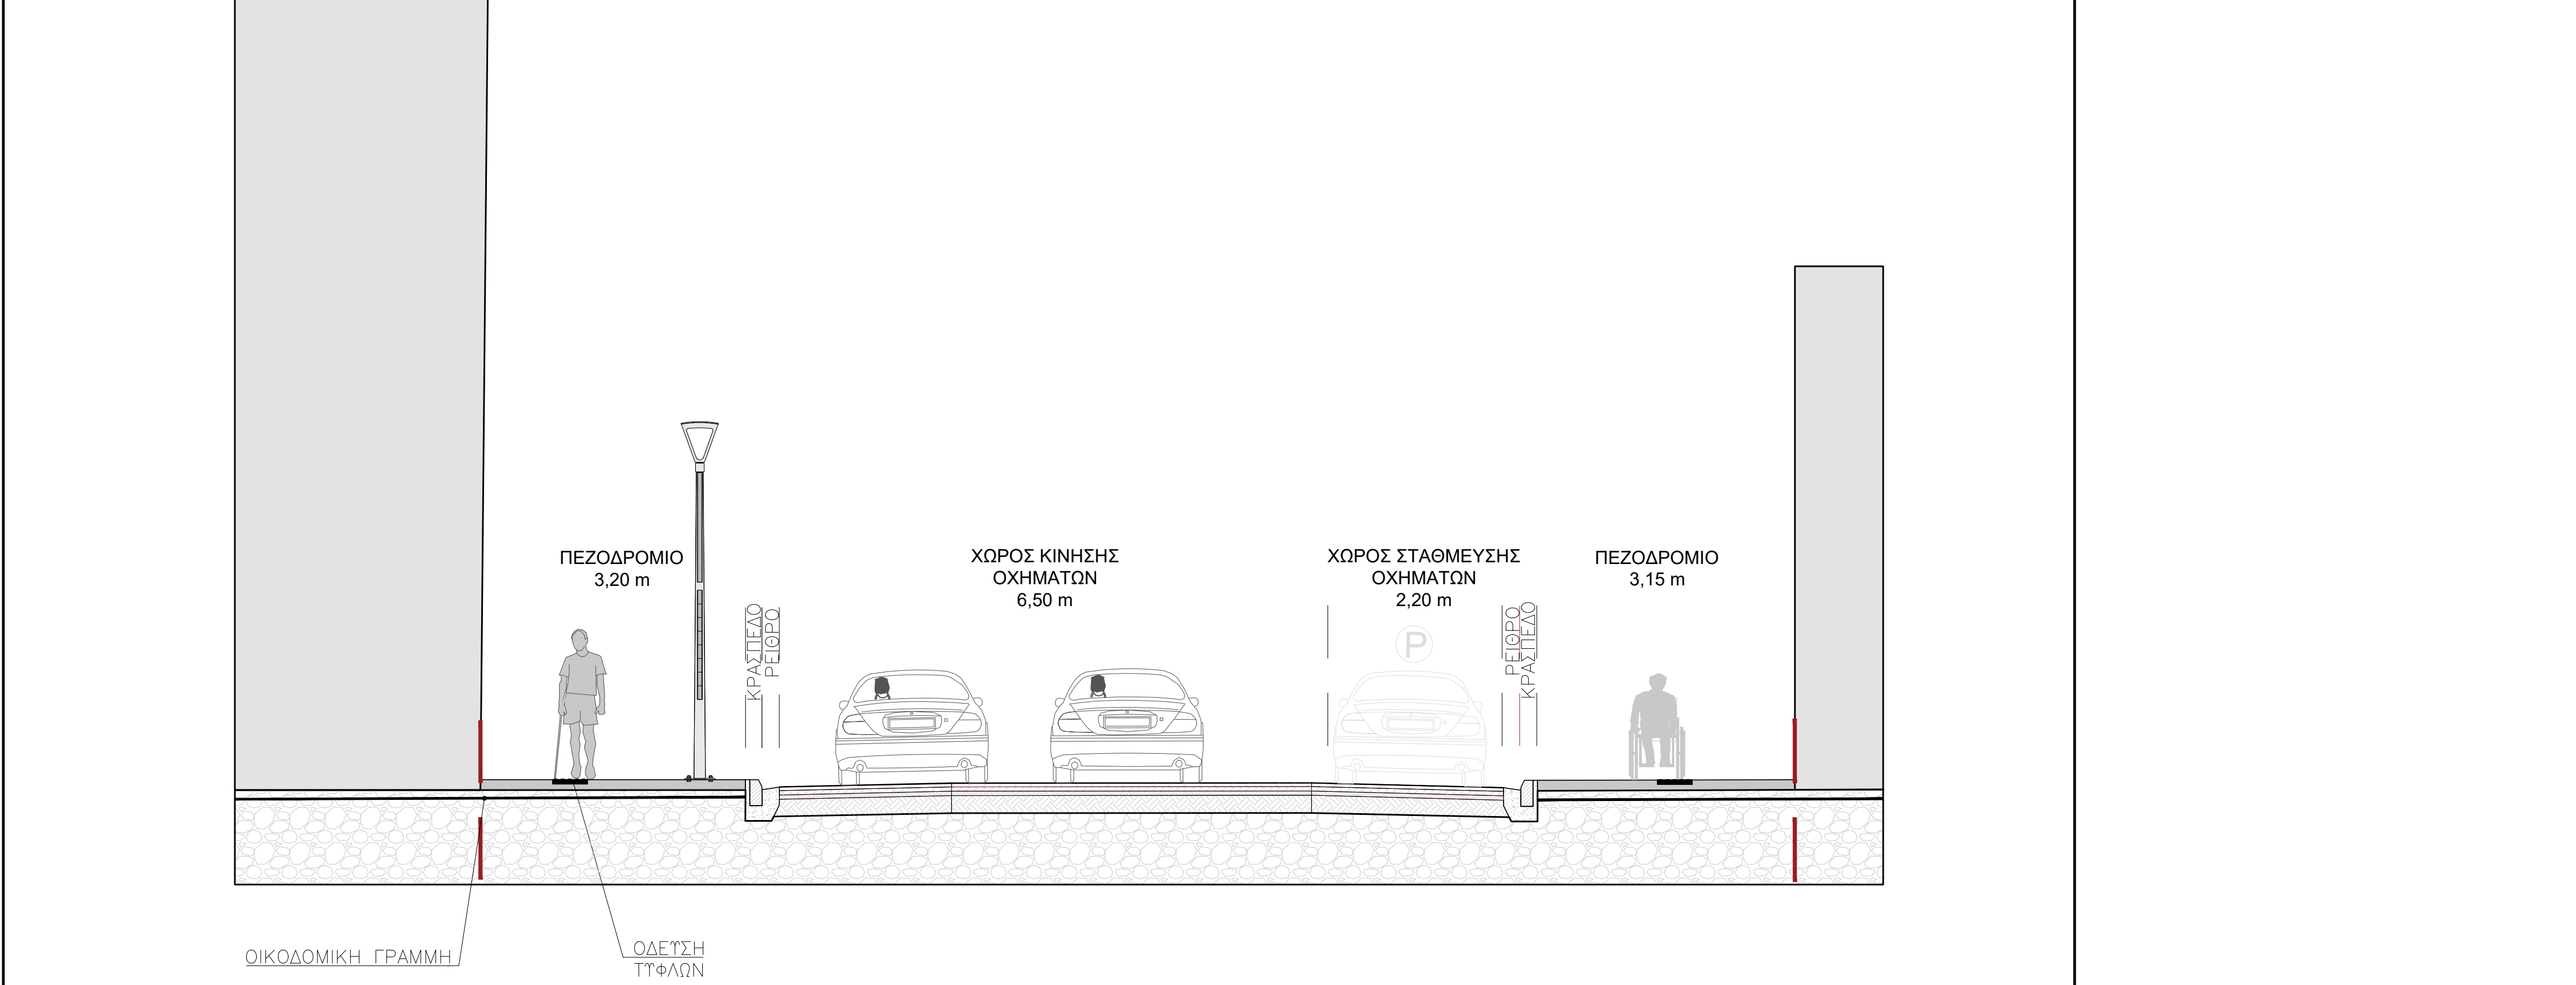 ΠΕΖΟΔΡΟΜΙΟ
3,20 m
ΚΡΑΣΠΕΔΟ
ΡΕΙΘΡΟ
ΧΩΡΟΣ ΚΙΝΗΣΗΣ
ΟΧΗΜΑΤΩΝ
6,50 m
ΧΩΡΟΣ ΣΤΑΘΜΕΥΣΗΣ
ΟΧΗΜΑΤΩΝ
2,20 m
P
ΡΕΙΘΡΟ
ΚΡΑΣΠΕΔΟ
ΠΕΖΟΔΡΟΜΙΟ
3,15 m
ΟΙΚΟΔΟΜΙΚΗ ΓΡΑΜΜΗ
ΟΔΕΥΣΗ
ΤΥΦΛΩΝ